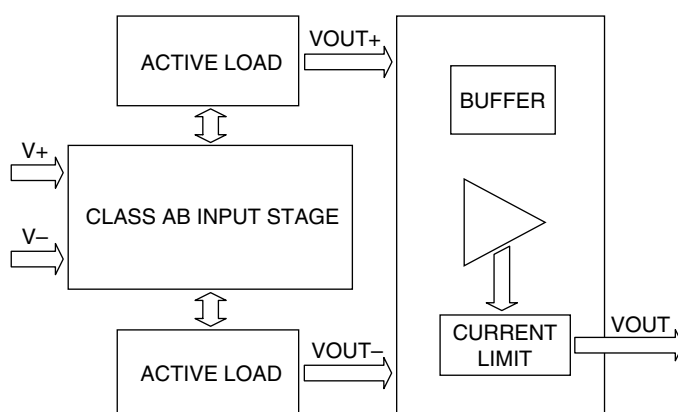 ACTIVE LOAD
VOUT+
BUFFER
V+
CLASS AB INPUT STAGE
V–
CURRENT
LIMIT
VOUT
ACTIVE LOAD
VOUT–